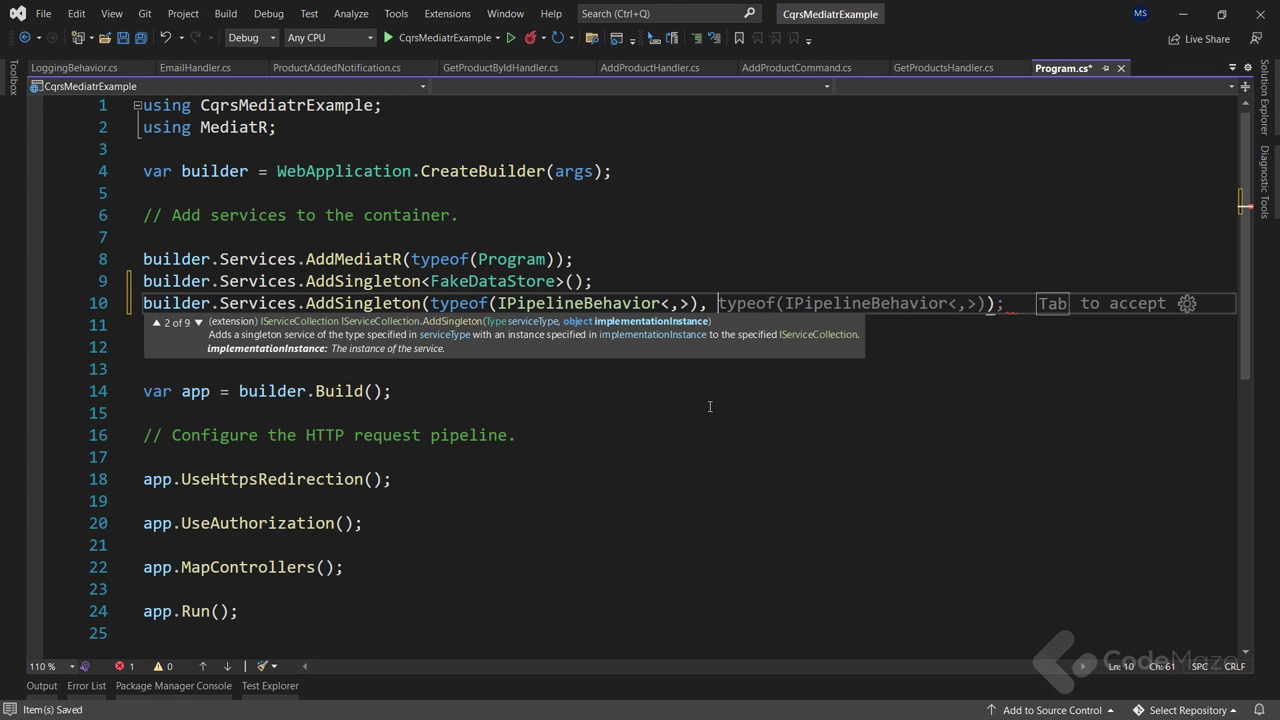 File Edit View Git Project Build Debug Test Analyze Tools Extensions Window Help Search (Ctrl+Q) CqrsMediatrExample MS
Debug Any CPU CqrsMediatrExample Live Share
LoggingBehavior.cs EmailHandler.cs ProductAddedNotification.cs GetProductByIdHandler.cs AddProductHandler.cs AddProductCommand.cs GetProductsHandler.cs Program.cs*
Toolbox
CqrsMediatrExample
Solution Explorer
Diagnostic Tools
1 using CqrsMediatrExample;
2 using MediatR;
3
4 var builder = WebApplication.CreateBuilder(args);
5
6 // Add services to the container.
7
8 builder.Services.AddMediatR(typeof(Program));
9 builder.Services.AddSingleton<FakeDataStore>();
10 builder.Services.AddSingleton(typeof(IPipelineBehavior<,>), typeof(IPipelineBehavior<,>)); Tab to accept
11 2 of 9 (extension) IServiceCollection IServiceCollection.AddSingleton(Type serviceType, object implementationInstance)
Adds a singleton service of the type specified in serviceType with an instance specified in implementationInstance to the specified IServiceCollection.
12 implementationInstance: The instance of the service.
13
14 var app = builder.Build();
15
16 // Configure the HTTP request pipeline.
17
18 app.UseHttpsRedirection();
19
20 app.UseAuthorization();
21
22 app.MapControllers();
23
24 app.Run();
25
CodeMaze
110 % 1 0 Ln: 10 Ch: 61 SPC CRLF
Output Error List Package Manager Console Test Explorer
Item(s) Saved Add to Source Control Select Repository